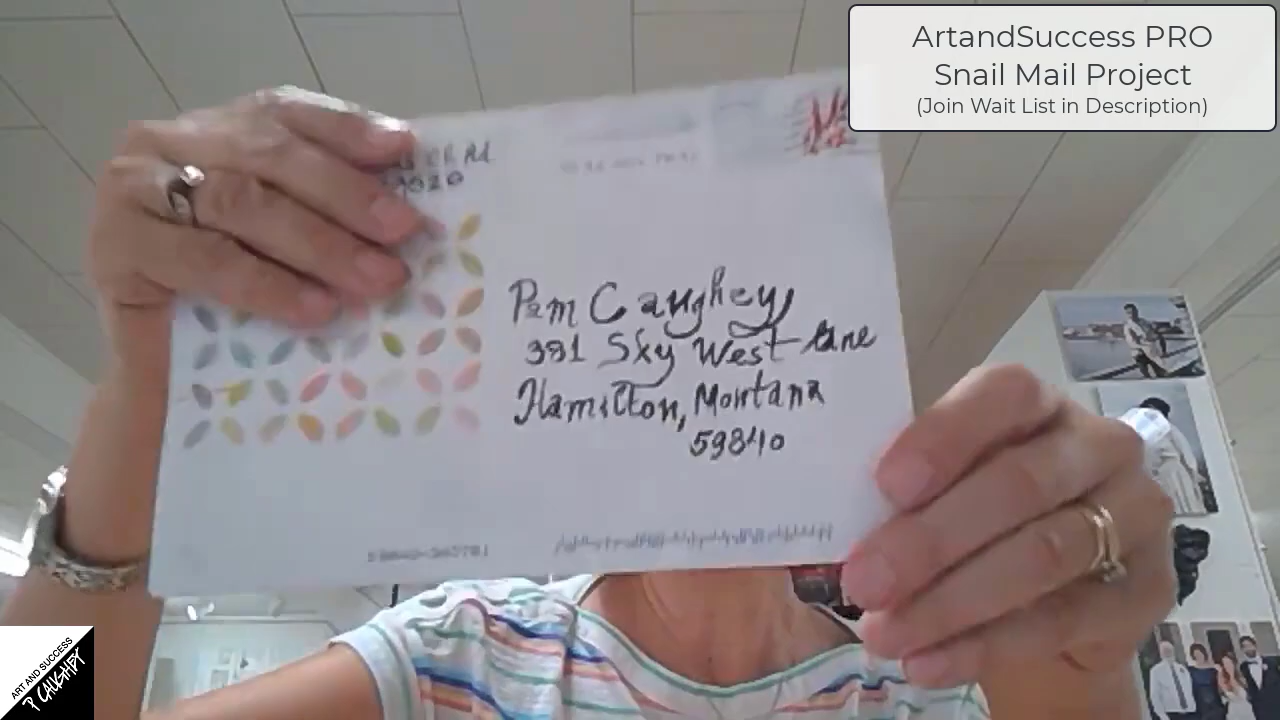 ArtandSuccess PRO
Snail Mail Project
(Join Wait List in Description)
Pam Caughey
381 Sky West Lane
Hamilton, Montana
59840
ART AND SUCCESS
P CAUGHEY